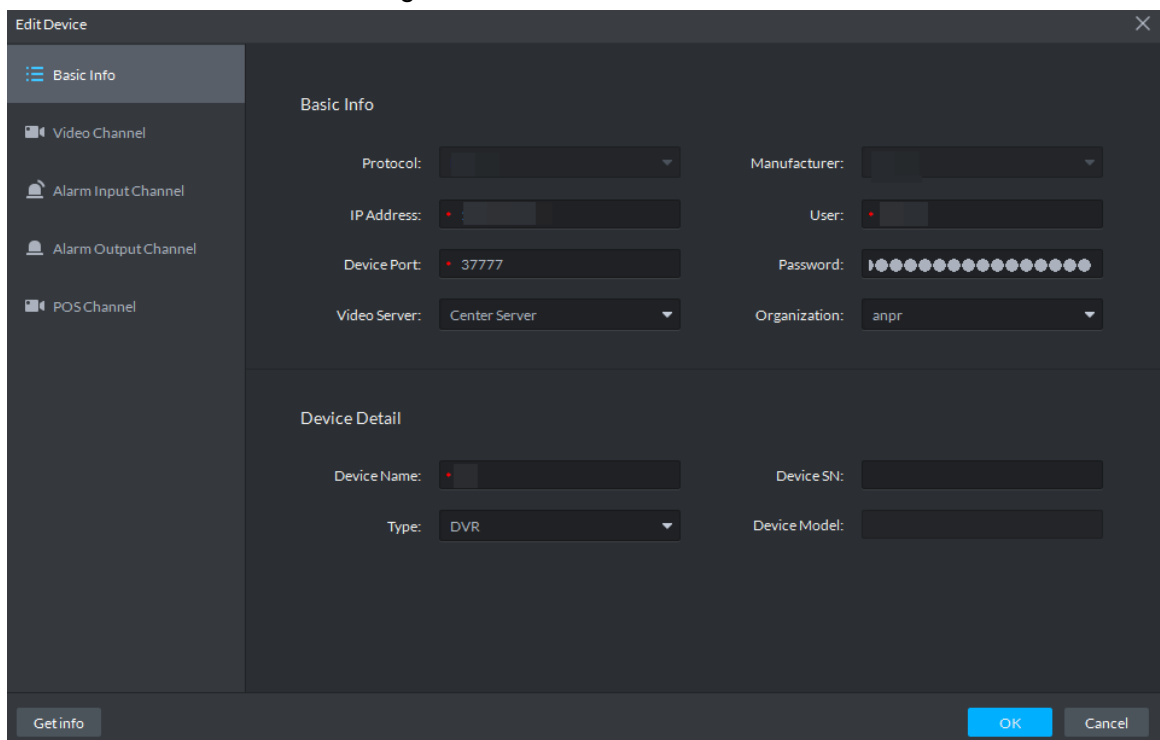 Edit Device
Basic Info
Video Channel
Alarm Input Channel
Alarm Output Channel
POS Channel
Basic Info
Protocol:
Manufacturer:
IP Address:
User:
Device Port: 37777
Password:
Video Server: Center Server
Organization: anpr
Device Detail
Device Name:
Device SN:
Type: DVR
Device Model:
Get info
OK
Cancel